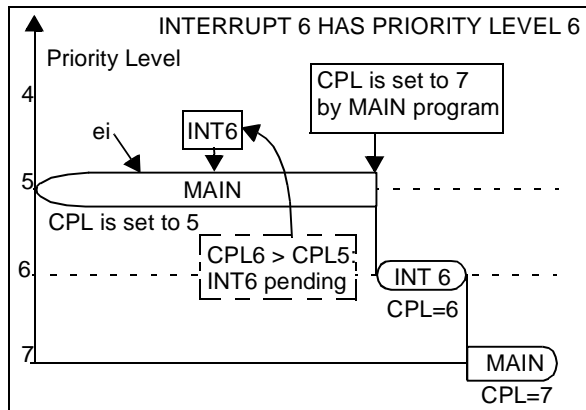 INTERRUPT 6 HAS PRIORITY LEVEL 6
Priority Level
CPL is set to 7
by MAIN program
4
ei
INT6
5
MAIN
CPL is set to 5
CPL6 > CPL5:
INT6 pending
6
INT 6
CPL=6
7
MAIN
CPL=7